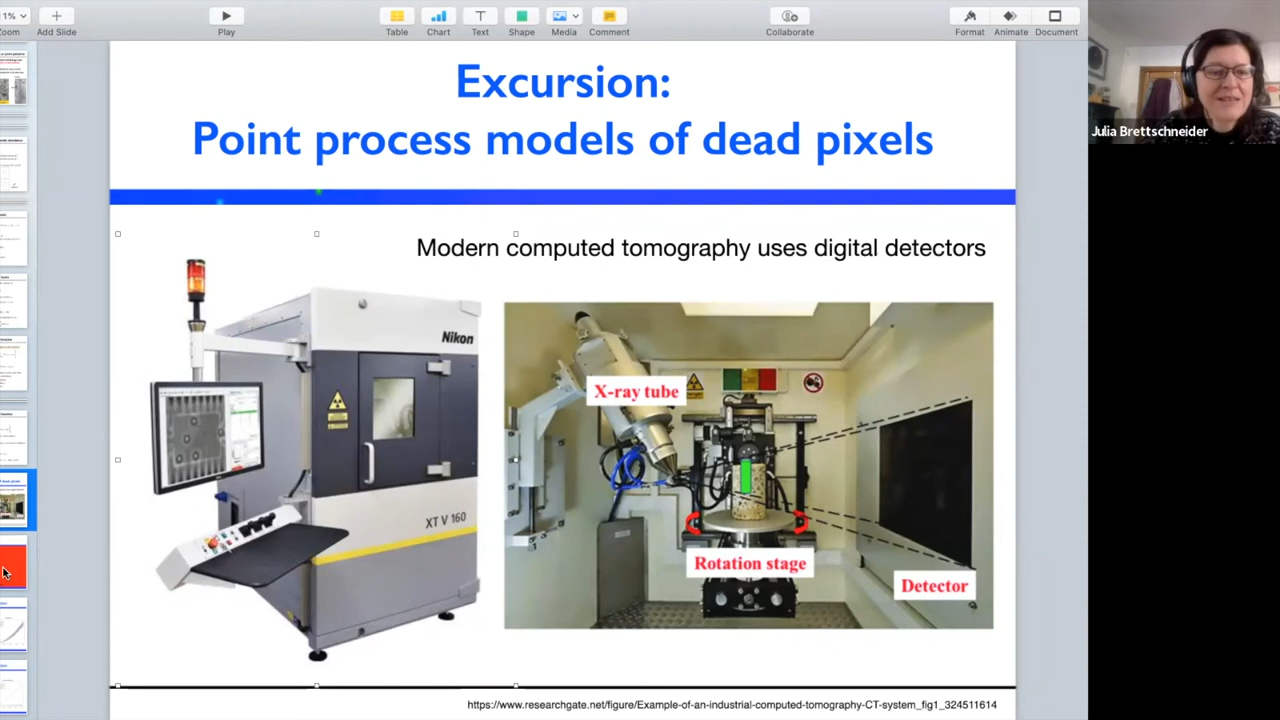 1%
Zoom
Add Slide
Play
Table
Chart
Text
Shape
Media
Comment
Collaborate
Format
Animate
Document
Julia Brettschneider
Excursion:
Point process models of dead pixels
Modern computed tomography uses digital detectors
Nikon
XT V 160
X-ray tube
Rotation stage
Detector
https://www.researchgate.net/figure/Example-of-an-industrial-computed-tomography-CT-system_fig1_324511614